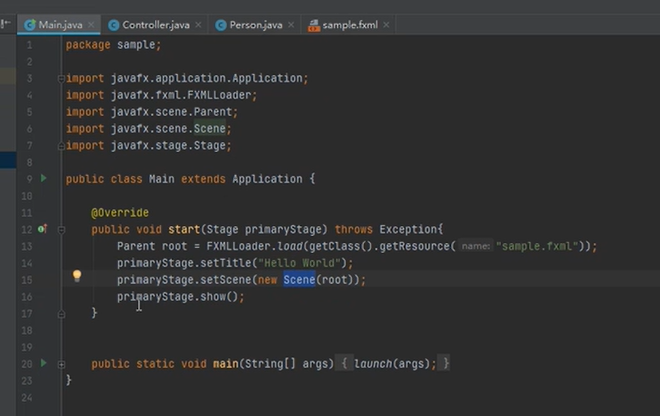 Main.java Controller.java Person.java sample.fxml
1 package sample;
2
3 import javafx.application.Application;
4 import javafx.fxml.FXMLLoader;
5 import javafx.scene.Parent;
6 import javafx.scene.Scene;
7 import javafx.stage.Stage;
8
9 public class Main extends Application {
10
11 @Override
12 public void start(Stage primaryStage) throws Exception{
13 Parent root = FXMLLoader.load(getClass().getResource( name: "sample.fxml"));
14 primaryStage.setTitle("Hello World");
15 primaryStage.setScene(new Scene(root));
16 primaryStage.show();
17 }
18
19
20 public static void main(String[] args) { launch(args); }
23 }
24